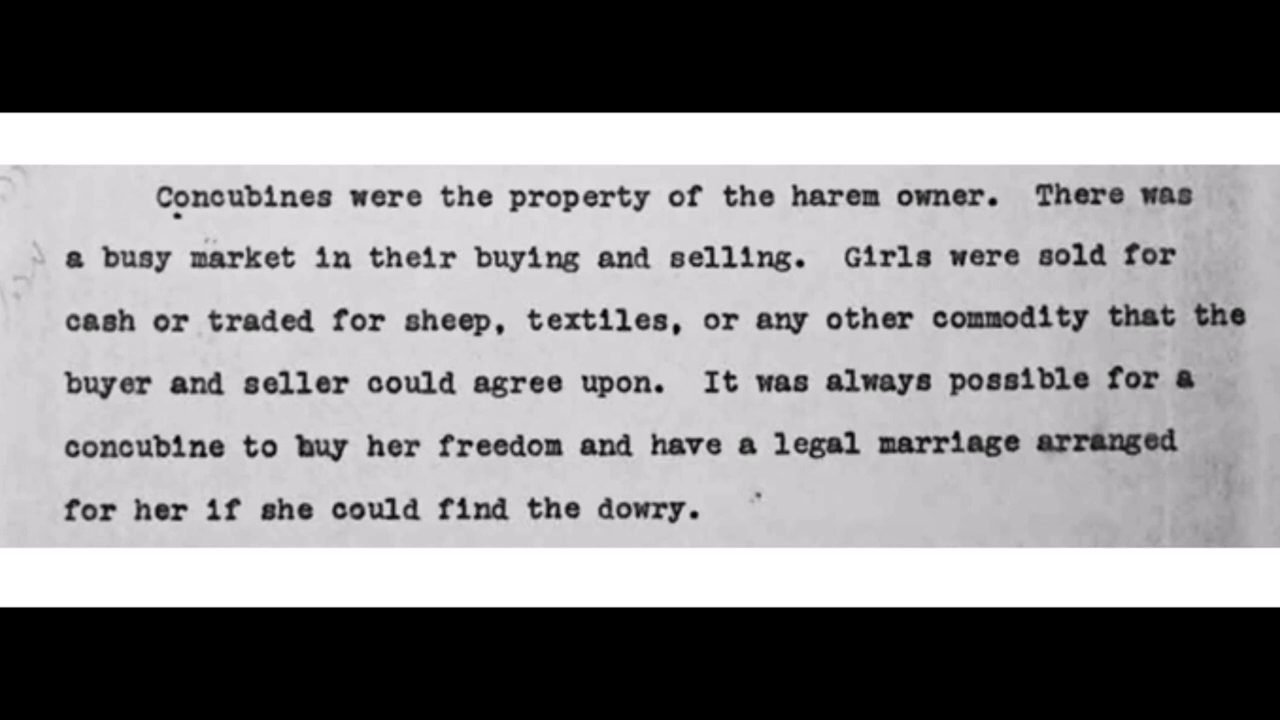 Concubines were the property of the harem owner. There was
a busy market in their buying and selling. Girls were sold for
cash or traded for sheep, textiles, or any other commodity that the
buyer and seller could agree upon. It was always possible for a
concubine to buy her freedom and have a legal marriage arranged
for her if she could find the dowry.